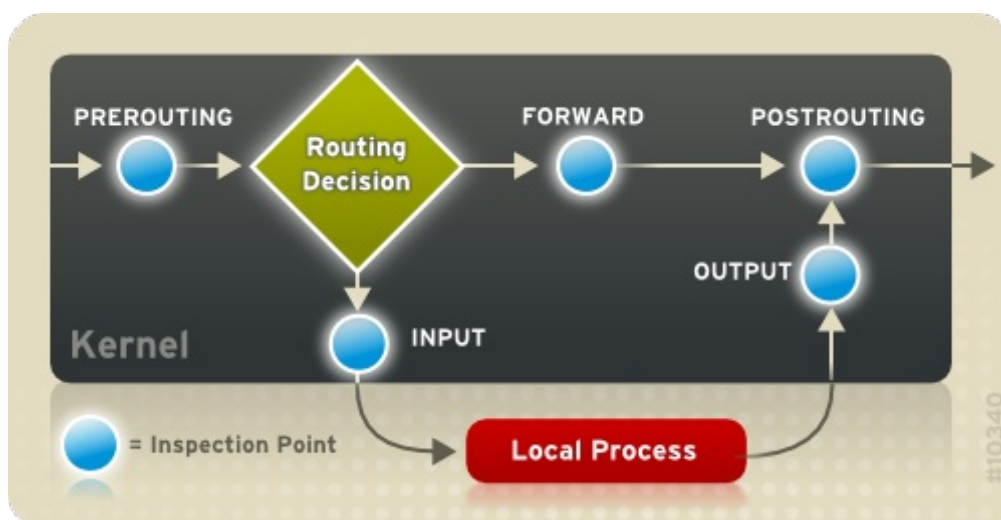 PREROUTING
FORWARD
POSTROUTING
Routing
Decision
OUTPUT
INPUT
Kernel
= Inspection Point
Local Process
#10340